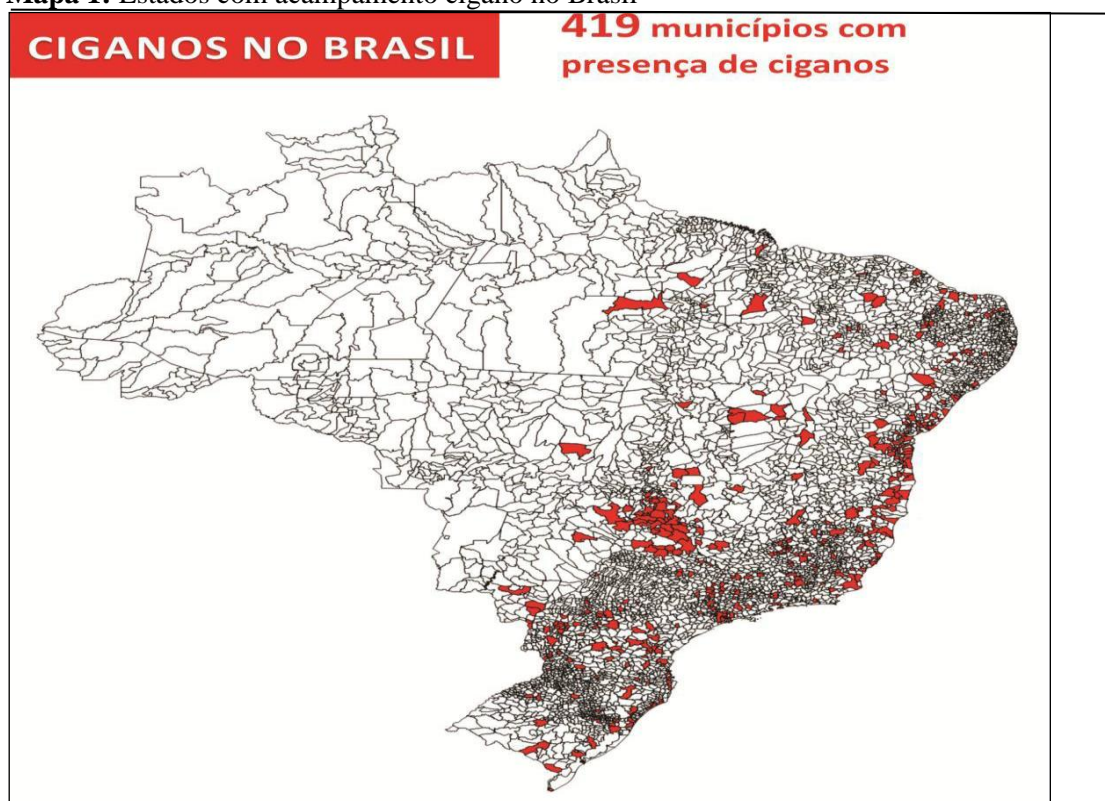 Mapa 1. Estados com acampamento cigano no Brasil
CIGANOS NO BRASIL
419 municípios com
presença de ciganos